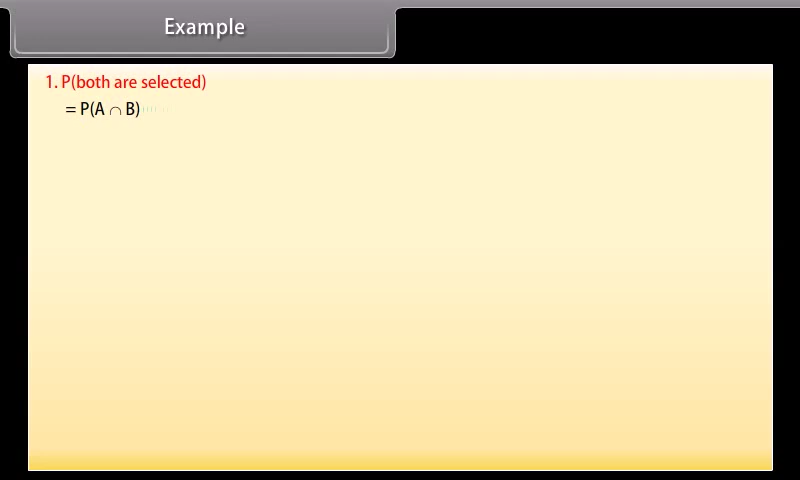 Example
1. P(both are selected)
= P(A ∩ B)